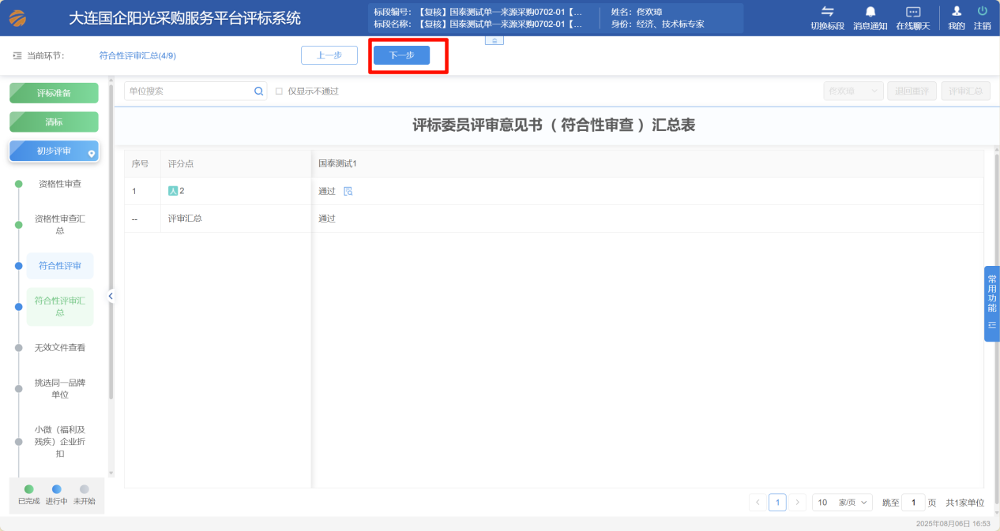 大连国企阳光采购服务平台评标系统
标段编号：【复核】国泰测试单一来源采购0702-01【...
标段名称：【复核】国泰测试单一来源采购0702-01【...
姓名：佟欢璋
身份：经济、技术标专家
切换标段
消息通知
在线聊天
我的
注销
当前环节：
符合性评审汇总(4/9)
上一步
下一步
评标准备
清标
初步评审
资格性审查
资格性审查汇
总
符合性评审
符合性评审汇
总
无效文件查看
挑选同一品牌
单位
小微（福利及
残疾）企业折
扣
已完成
进行中
未开始
单位搜索
仅显示不通过
佟欢璋
退回重评
评审汇总
评标委员评审意见书（符合性审查）汇总表
序号
评分点
国泰测试1
1
人 2
通过
--
评审汇总
通过
常用功能
1
10 家/页
跳至 1 页
共1家单位
2025年08月06日 16:53